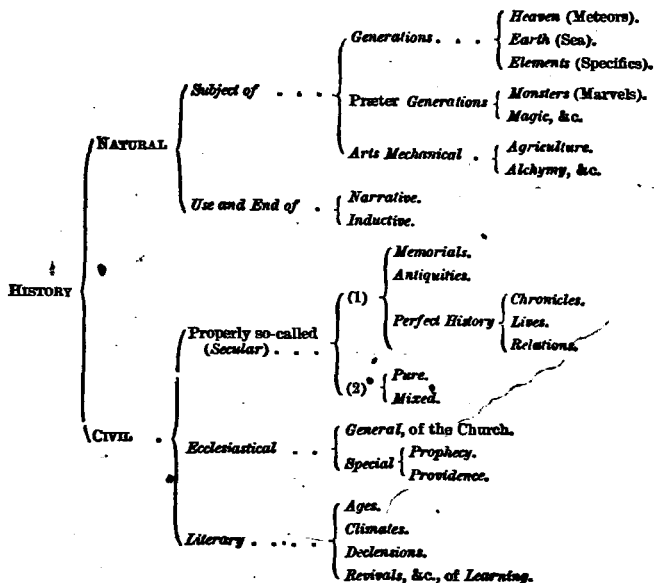 Heaven (Meteors).
Generations . . . Earth (Sea).
Elements (Specifics).
Subject of . . . . Præter Generations Monsters (Marvels).
Magic, &c.
NATURAL
Arts Mechanical . Agriculture.
Alchymy, &c.
Use and End of . Narrative.
Inductive.
HISTORY
Memorials.
Antiquities.
(1)
Perfect History Chronicles.
Lives.
Relations.
Properly so-called
(Secular) . . .
(2) Pure.
Mixed.
CIVIL .
Ecclesiastical . . General, of the Church.
Special Prophecy.
Providence.
Ages.
Climates.
Literary . . . . . Declensions.
Revivals, &c., of Learning.